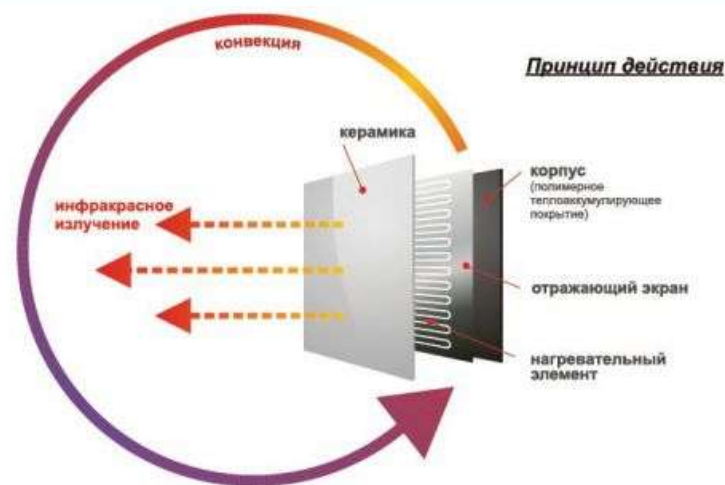 конвекция
Принцип действия
керамика
корпус
(полимерное
теплоаккумулирующее
покрытие)
инфракрасное
излучение
отражающий экран
нагревательный
элемент